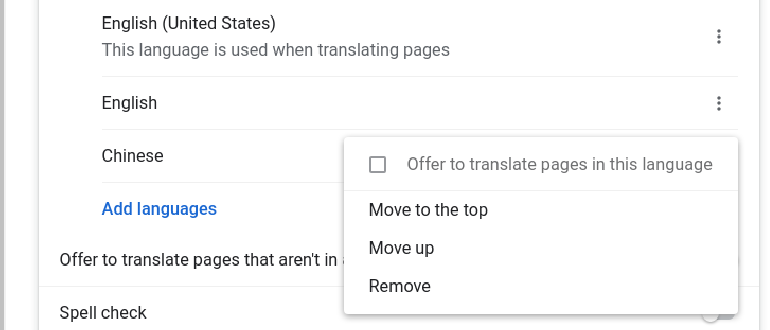 English (United States)
This language is used when translating pages
English
Chinese
Offer to translate pages in this language
Add languages
Move to the top
Move up
Offer to translate pages that aren't in
Remove
Spell check